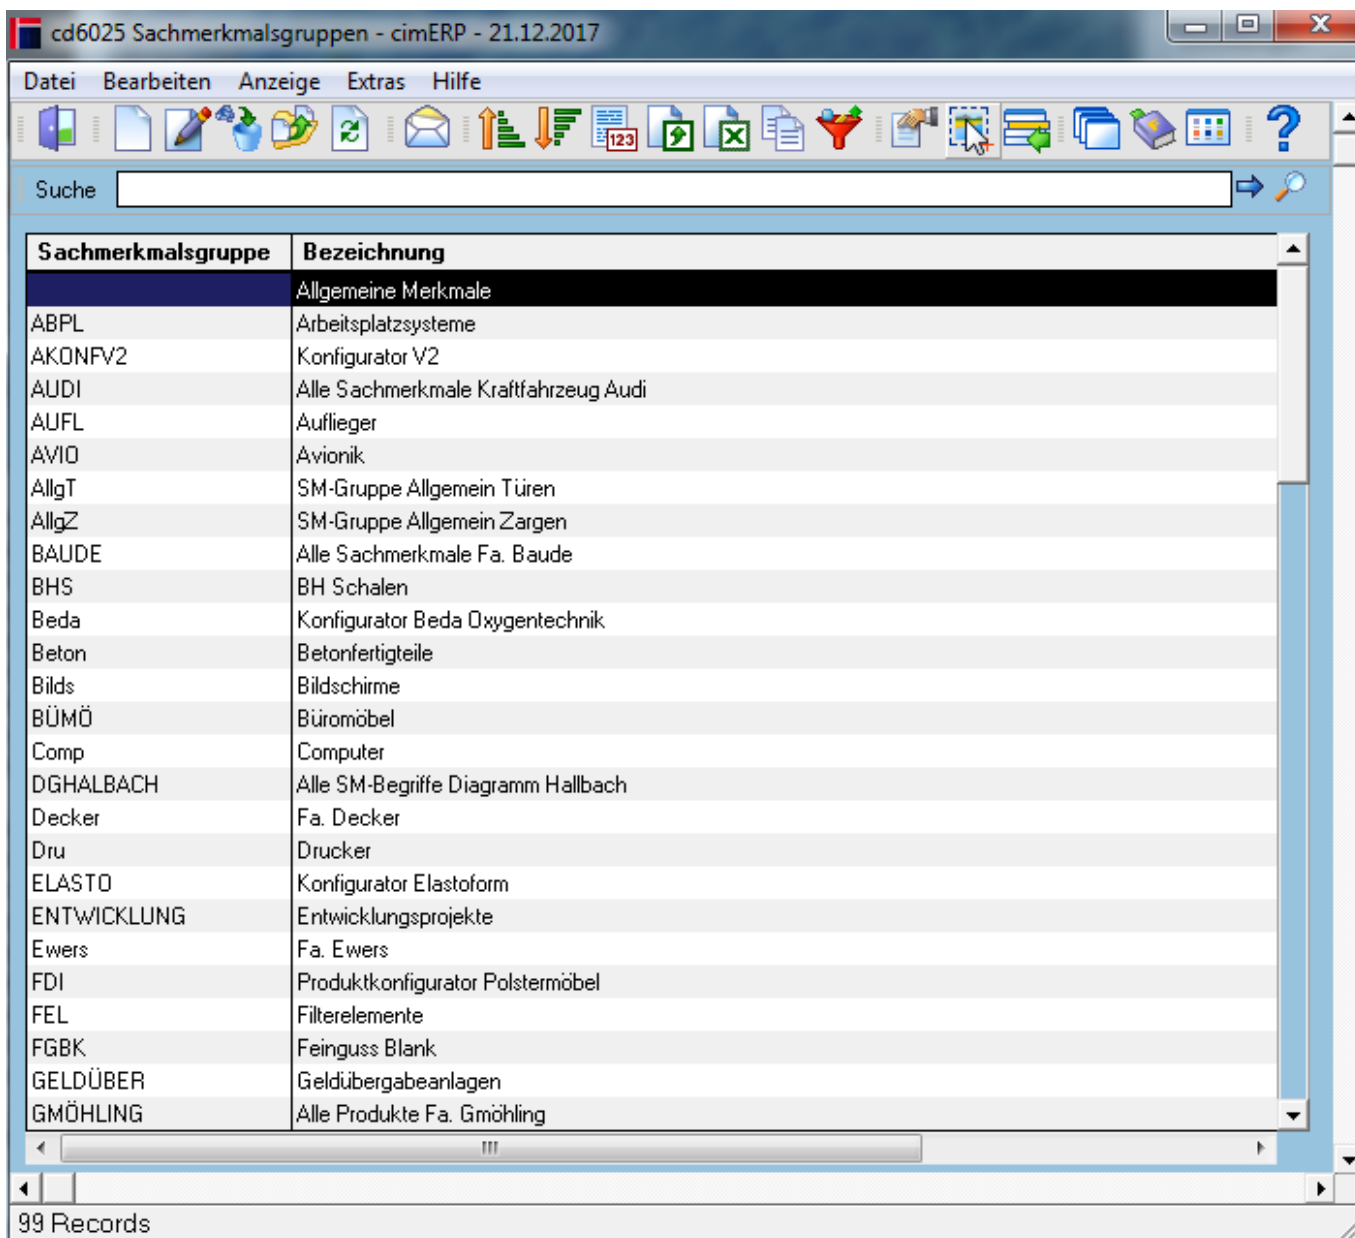 cd6025 Sachmerkmalsgruppen - cimERP - 21.12.2017
Datei Bearbeiten Anzeige Extras Hilfe
123
Suche
Sachmerkmalsgruppe Bezeichnung
Allgemeine Merkmale
ABPL Arbeitsplatzsysteme
AKONFV2 Konfigurator V2
AUDI Alle Sachmerkmale Kraftfahrzeug Audi
AUFL Auflieger
AVIO Avionik
AllgT SM-Gruppe Allgemein Türen
AllgZ SM-Gruppe Allgemein Zargen
BAUDE Alle Sachmerkmale Fa. Baude
BHS BH Schalen
Beda Konfigurator Beda Oxygentechnik
Beton Betonfertigteile
Bilds Bildschirme
BÜMÖ Büromöbel
Comp Computer
DGHALBACH Alle SM-Begriffe Diagramm Hallbach
Decker Fa. Decker
Dru Drucker
ELASTO Konfigurator Elastoform
ENTWICKLUNG Entwicklungsprojekte
Ewers Fa. Ewers
FDI Produktkonfigurator Polstermöbel
FEL Filterelemente
FGBK Feinguss Blank
GELDÜBER Geldübergabeanlagen
GMÖHLING Alle Produkte Fa. Gmöhling
99 Records